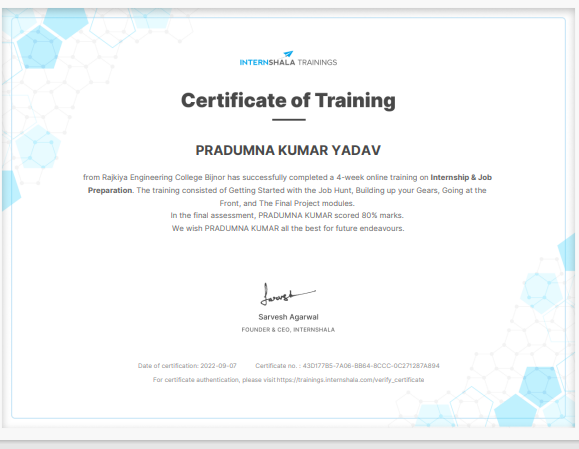 INTERNSHALA TRAININGS
Certificate of Training
PRADUMNA KUMAR YADAV
from Rajkiya Engineering College Bijnor has successfully completed a 4-week online training on Internship & Job
Preparation. The training consisted of Getting Started with the Job Hunt, Building up your Gears, Going at the
Front, and The Final Project modules.
In the final assessment, PRADUMNA KUMAR scored 80% marks.
We wish PRADUMNA KUMAR all the best for future endeavours.
Sarvesh
Sarvesh Agarwal
FOUNDER & CEO, INTERNSHALA
Date of certification: 2022-09-07 Certificate no. : 43D177B5-7A06-BB64-8CCC-0C271287A894
For certificate authentication, please visit https://trainings.internshala.com/verify_certificate